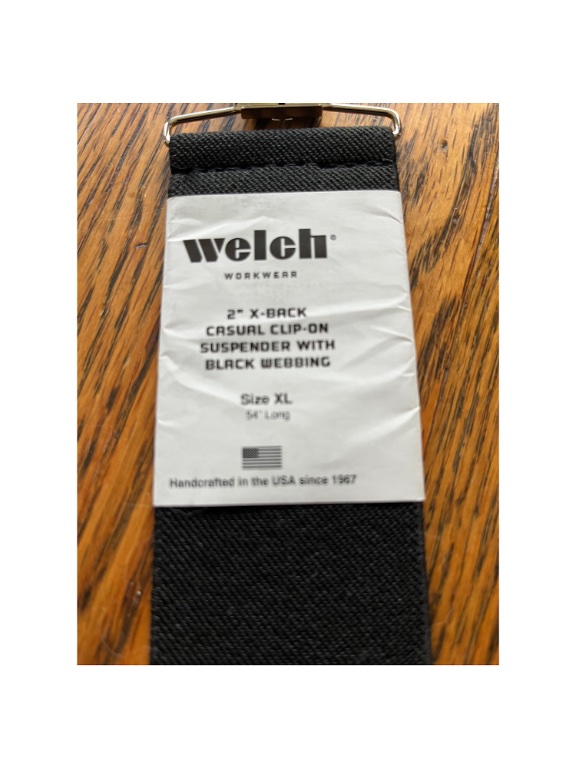 welch®
WORKWEAR
2" X-BACK
CASUAL CLIP-ON
SUSPENDER WITH
BLACK WEBBING
Size XL
54" Long
Handcrafted in the USA since 1967